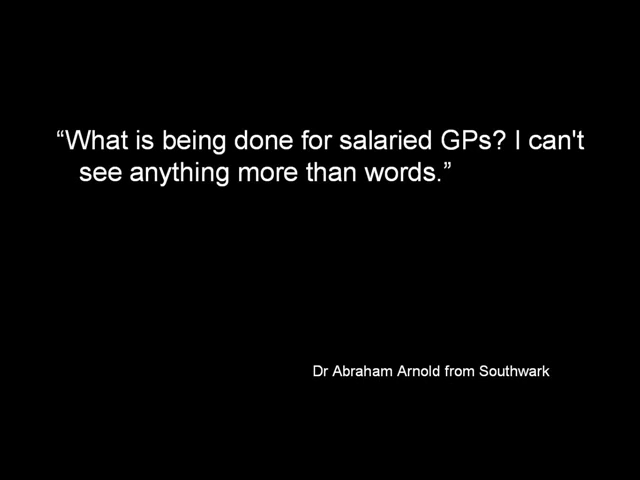 “What is being done for salaried GPs? I can't
see anything more than words.”
Dr Abraham Arnold from Southwark